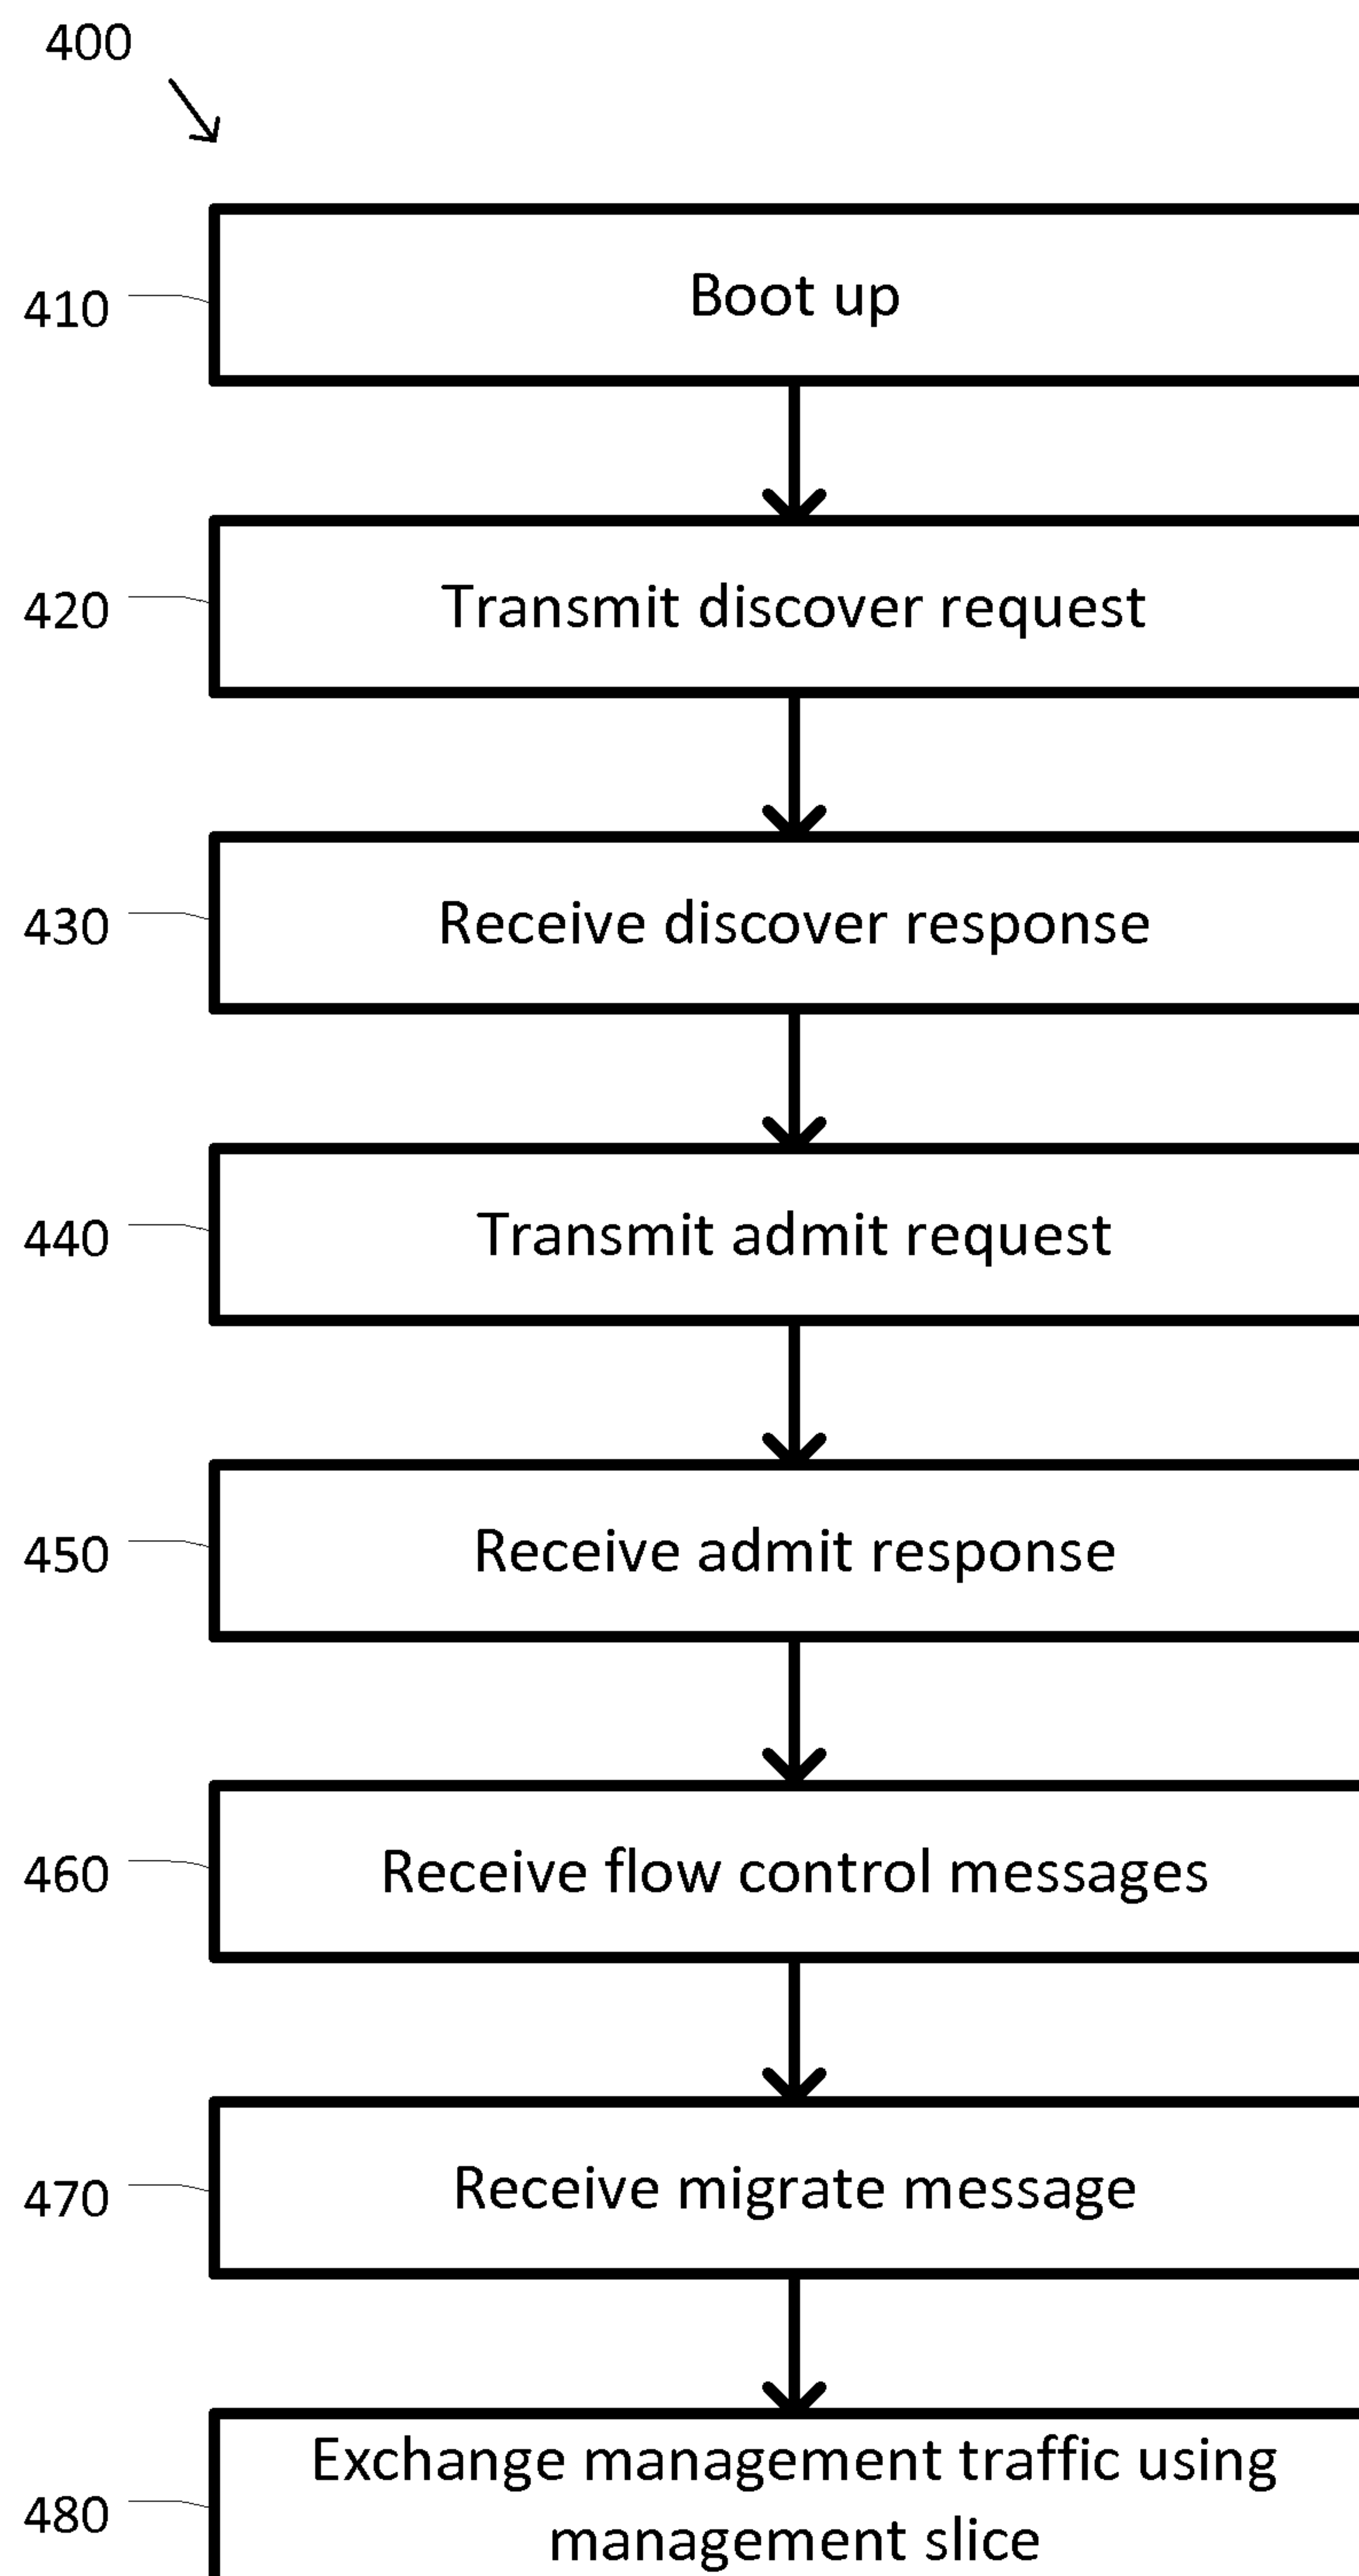 400
410
Boot up
420
Transmit discover request
430
Receive discover response
440
Transmit admit request
450
Receive admit response
460
Receive flow control messages
470
Receive migrate message
480
Exchange management traffic using
management slice